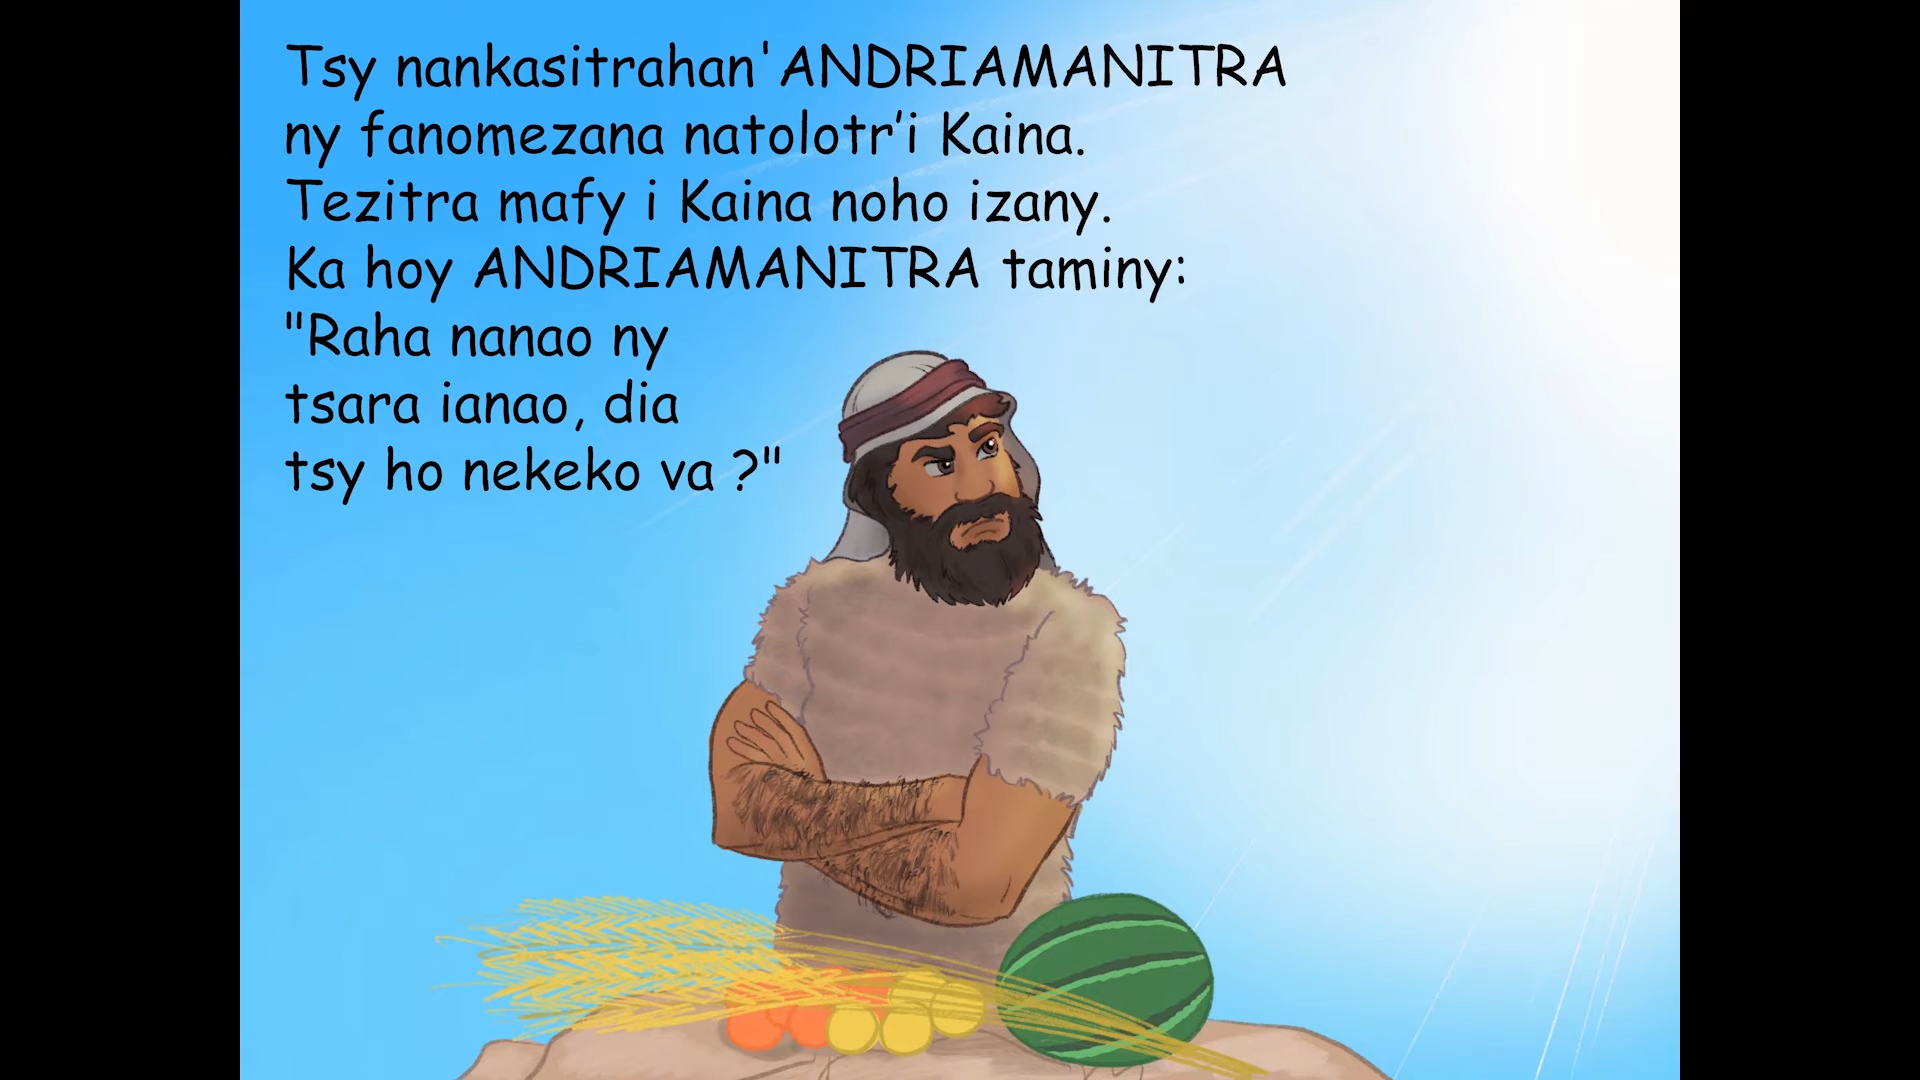 Tsy nankasitrahan'ANDRIAMANITRA
ny fanomezana natolotr’i Kaina.
Tezitra mafy i Kaina noho izany.
Ka hoy ANDRIAMANITRA taminy:
"Raha nanao ny
tsara ianao, dia
tsy ho nekeko va ?"